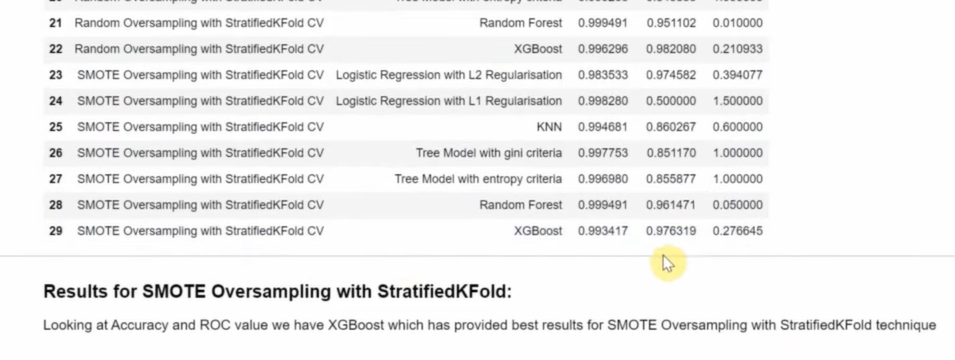 21 Random Oversampling with StratifiedKFold CV Random Forest 0.999491 0.951102 0.010000
22 Random Oversampling with StratifiedKFold CV XGBoost 0.996296 0.982080 0.210933
23 SMOTE Oversampling with StratifiedKFold CV Logistic Regression with L2 Regularisation 0.983533 0.974582 0.394077
24 SMOTE Oversampling with StratifiedKFold CV Logistic Regression with L1 Regularisation 0.998280 0.500000 1.500000
25 SMOTE Oversampling with StratifiedKFold CV KNN 0.994681 0.860267 0.600000
26 SMOTE Oversampling with StratifiedKFold CV Tree Model with gini criteria 0.997753 0.851170 1.000000
27 SMOTE Oversampling with StratifiedKFold CV Tree Model with entropy criteria 0.996980 0.855877 1.000000
28 SMOTE Oversampling with StratifiedKFold CV Random Forest 0.999491 0.961471 0.050000
29 SMOTE Oversampling with StratifiedKFold CV XGBoost 0.993417 0.976319 0.276645
Results for SMOTE Oversampling with StratifiedKFold:
Looking at Accuracy and ROC value we have XGBoost which has provided best results for SMOTE Oversampling with StratifiedKFold technique